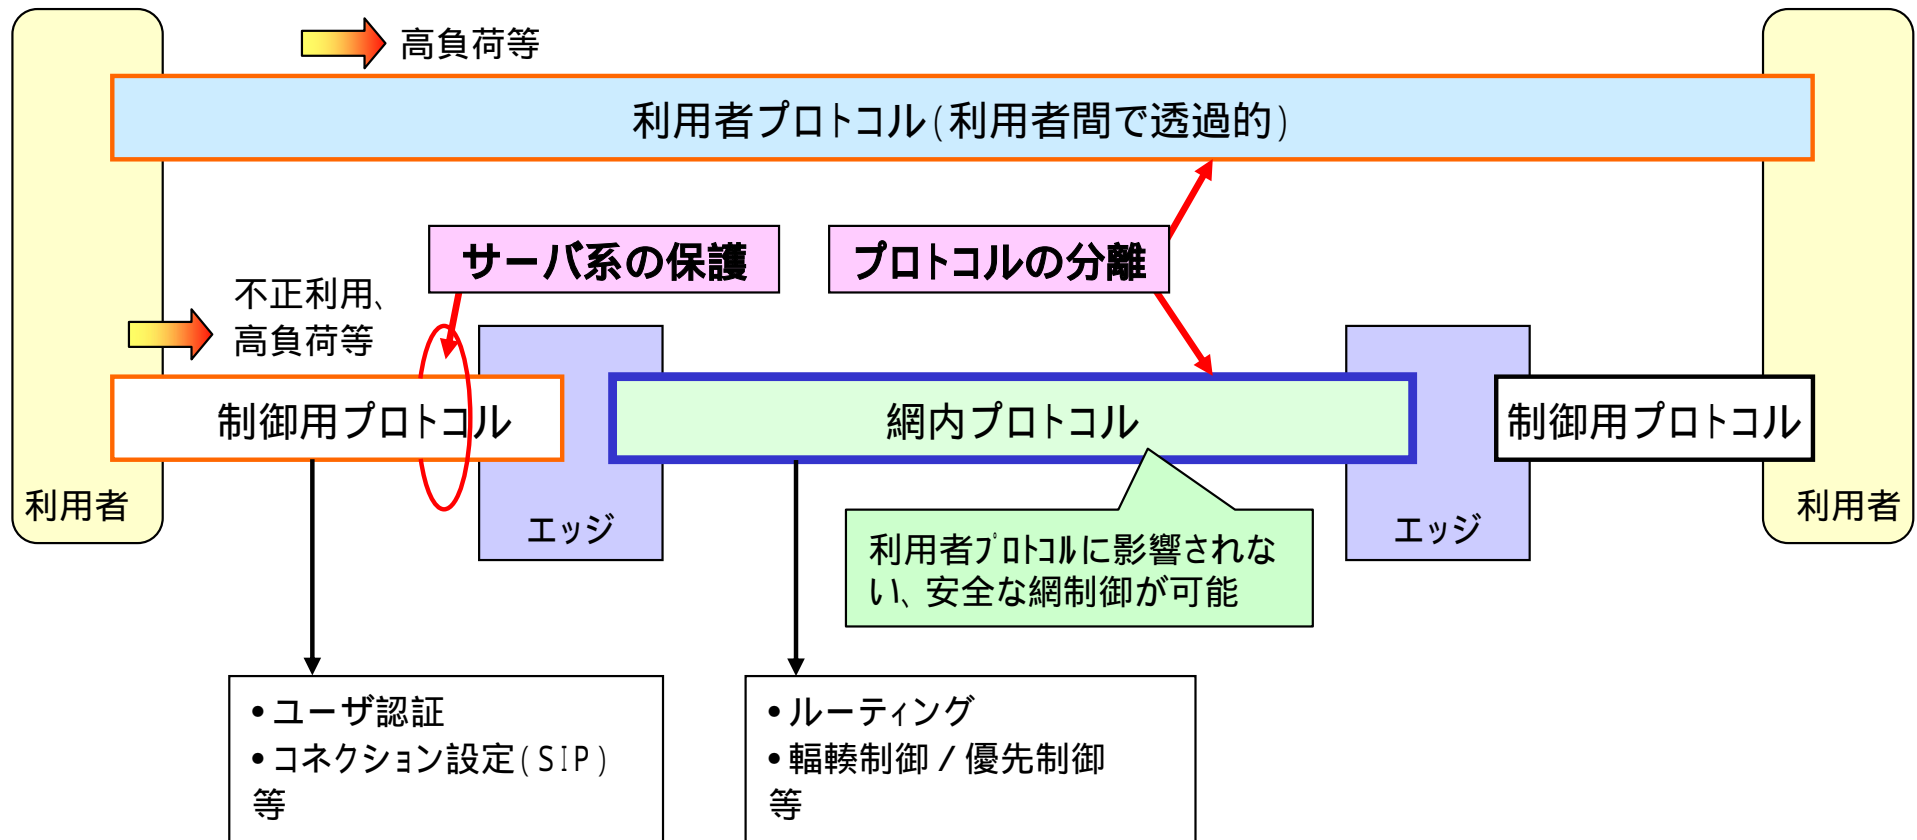 高負荷等
利用者プロトコル(利用者間で透過的)
サーバ系の保護
プロトコルの分離
不正利用、
高負荷等
制御用プロトコル
網内プロトコル
制御用プロトコル
利用者
エッジ
利用者ﾌﾟﾛﾄｺﾙに影響されな
い、安全な網制御が可能
エッジ
利用者
•ユーザ認証
•コネクション設定(SIP)
等
•ルーティング
•輻輳制御/優先制御
等